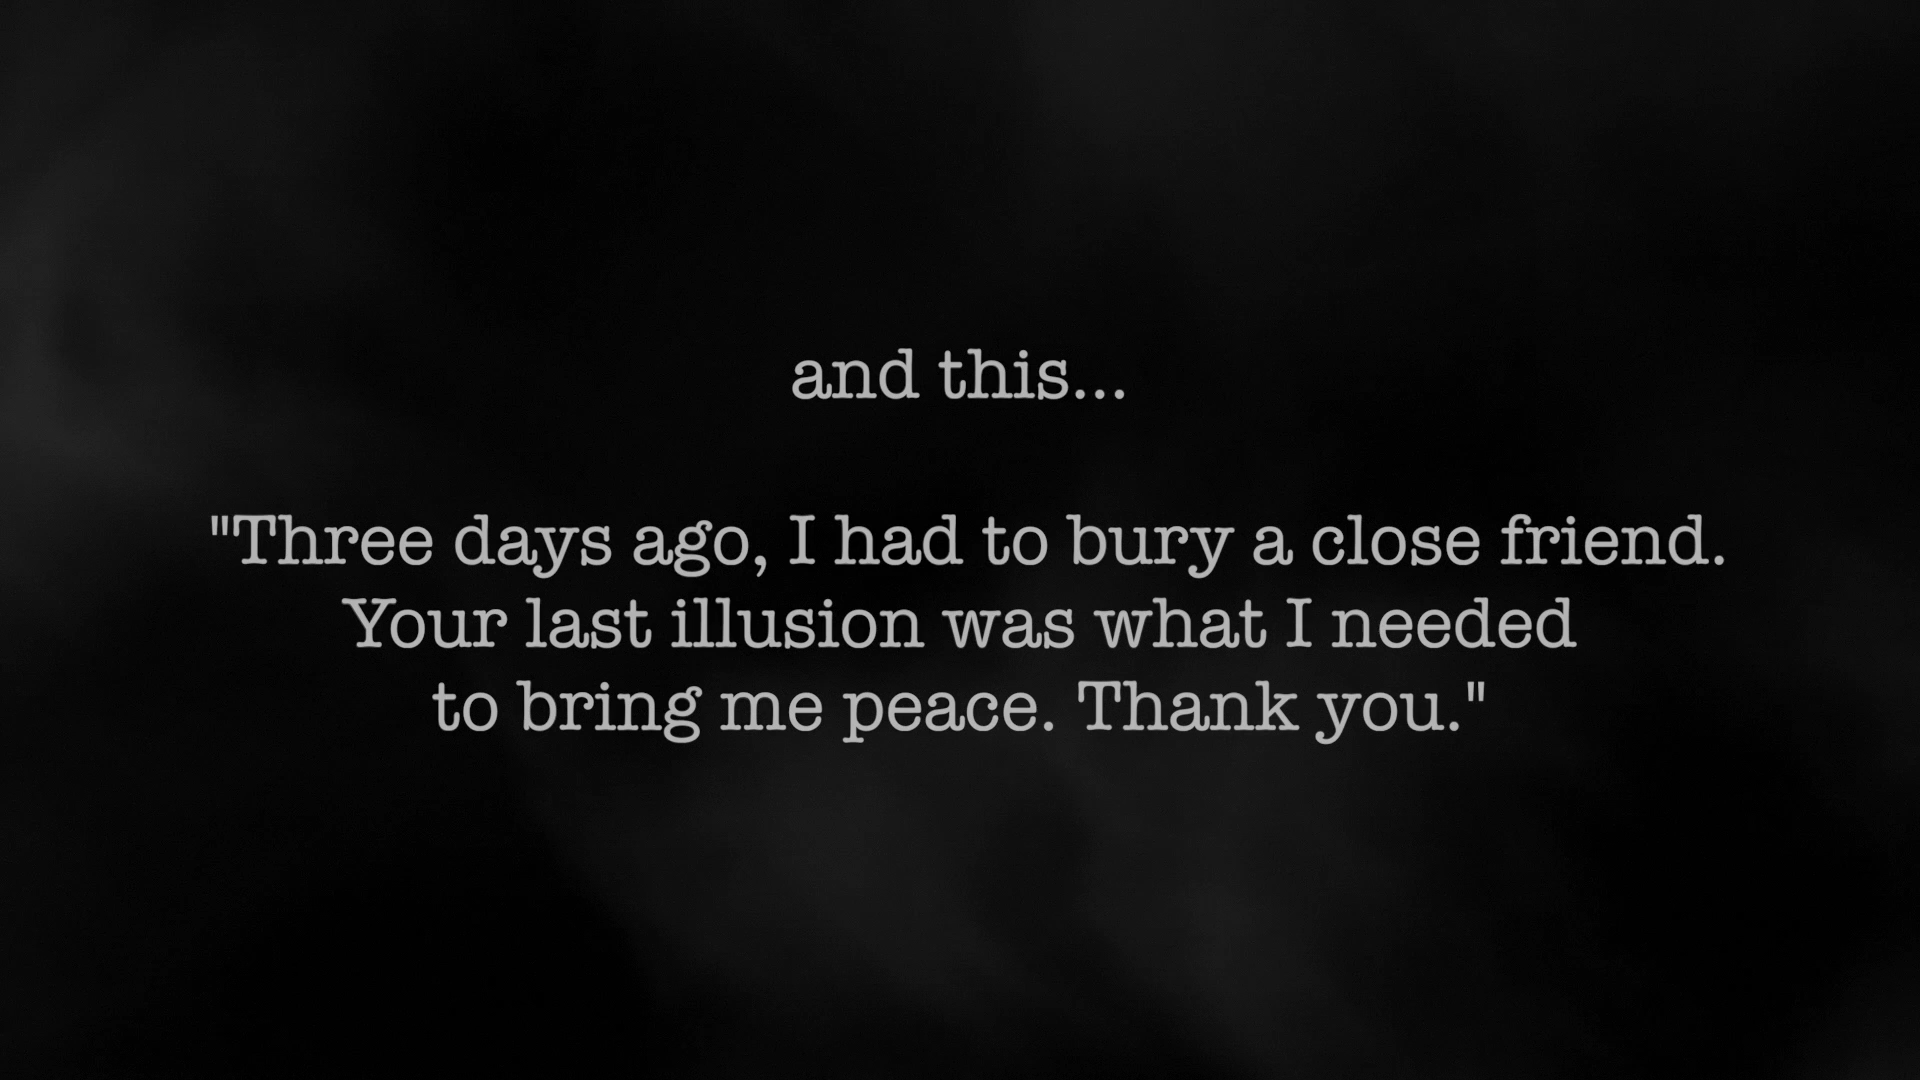 and this...
"Three days ago, I had to bury a close friend.
Your last illusion was what I needed
to bring me peace. Thank you."